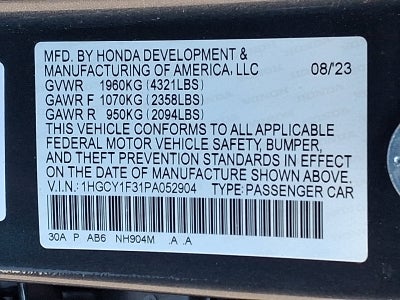 MFD. BY HONDA DEVELOPMENT &
MANUFACTURING OF AMERICA, LLC 08/23
GVWR 1960KG (4321LBS)
GAWR F 1070KG (2358LBS)
GAWR R 950KG (2094LBS)
THIS VEHICLE CONFORMS TO ALL APPLICABLE
FEDERAL MOTOR VEHICLE SAFETY, BUMPER,
AND THEFT PREVENTION STANDARDS IN EFFECT
ON THE DATE OF MANUFACTURE SHOWN ABOVE.
V.I.N.: 1HGCY1F31PA052904 TYPE: PASSENGER CAR
30A P AB6 NH904M .A .A